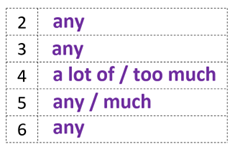 2 any
3 any
4 a lot of / too much
5 any / much
6 any